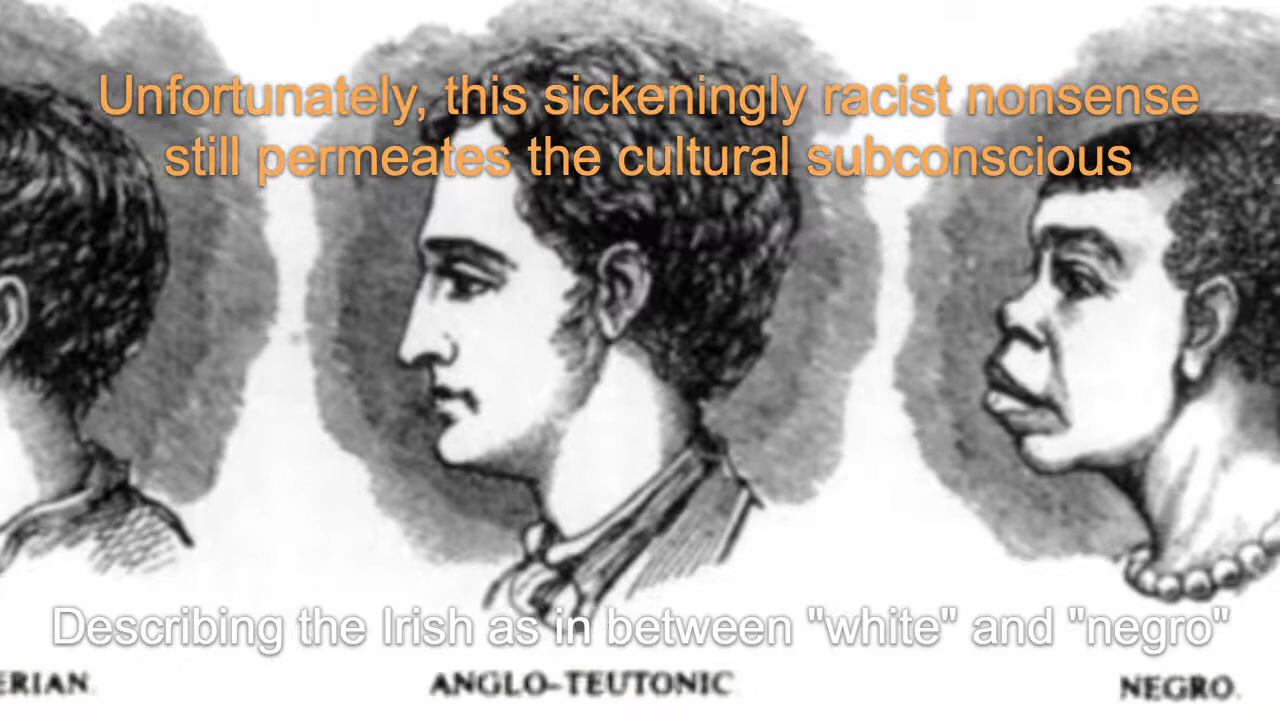 Unfortunately, this sickeningly racist nonsense
still permeates the cultural subconscious
Describing the Irish as in between "white" and "negro"
ERIAN. ANGLO-TEUTONIC. NEGRO.